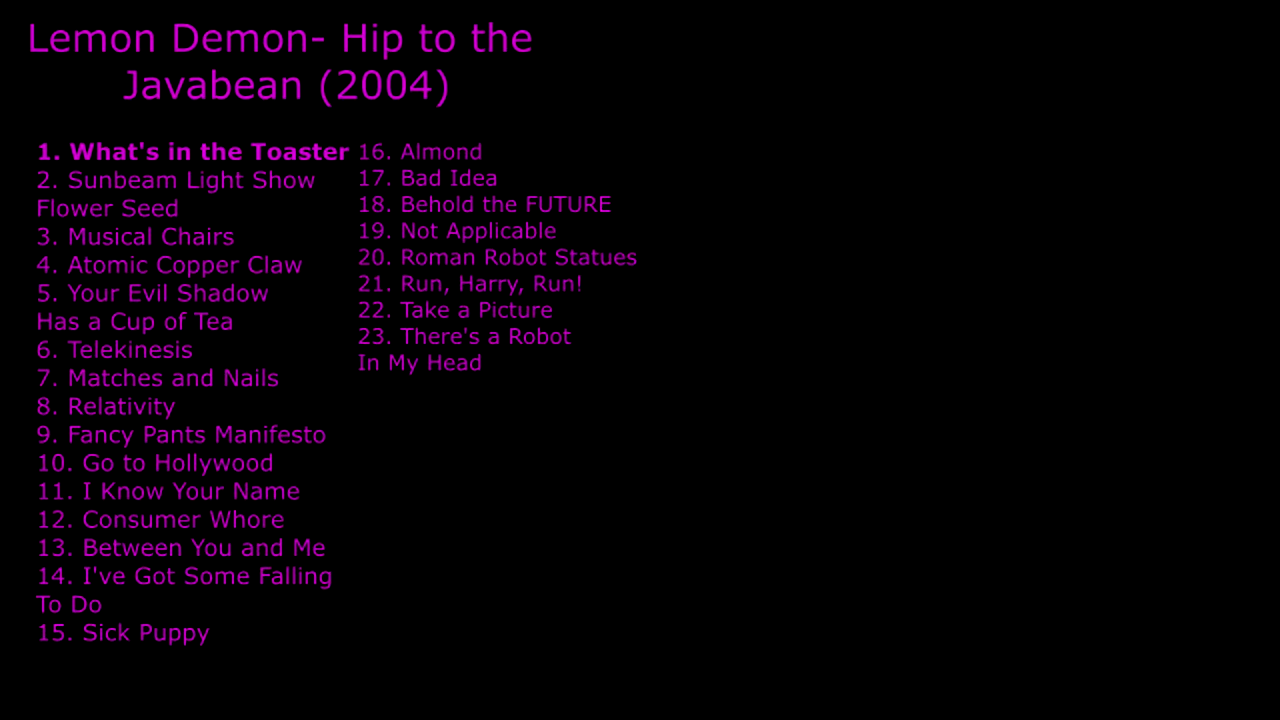 Lemon Demon- Hip to the
Javabean (2004)
1. What's in the Toaster
2. Sunbeam Light Show
Flower Seed
3. Musical Chairs
4. Atomic Copper Claw
5. Your Evil Shadow
Has a Cup of Tea
6. Telekinesis
7. Matches and Nails
8. Relativity
9. Fancy Pants Manifesto
10. Go to Hollywood
11. I Know Your Name
12. Consumer Whore
13. Between You and Me
14. I've Got Some Falling
To Do
15. Sick Puppy
16. Almond
17. Bad Idea
18. Behold the FUTURE
19. Not Applicable
20. Roman Robot Statues
21. Run, Harry, Run!
22. Take a Picture
23. There's a Robot
In My Head